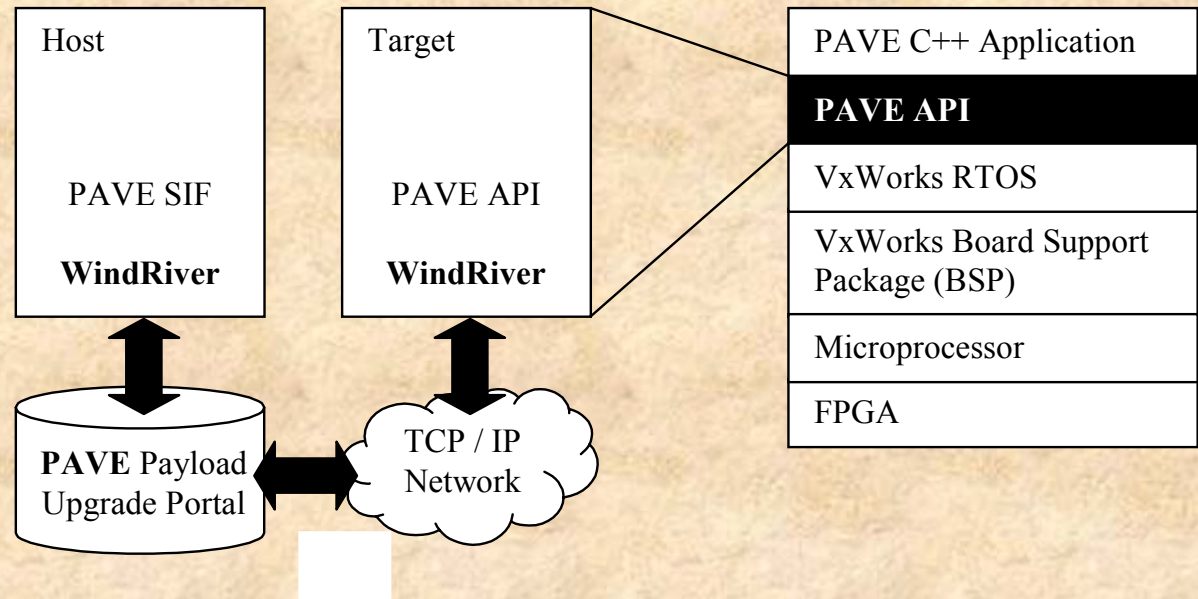 Host
PAVE SIF
WindRiver
Target
PAVE API
WindRiver
PAVE Payload
Upgrade Portal
TCP / IP
Network
PAVE C++ Application
PAVE API
VxWorks RTOS
VxWorks Board Support
Package (BSP)
Microprocessor
FPGA